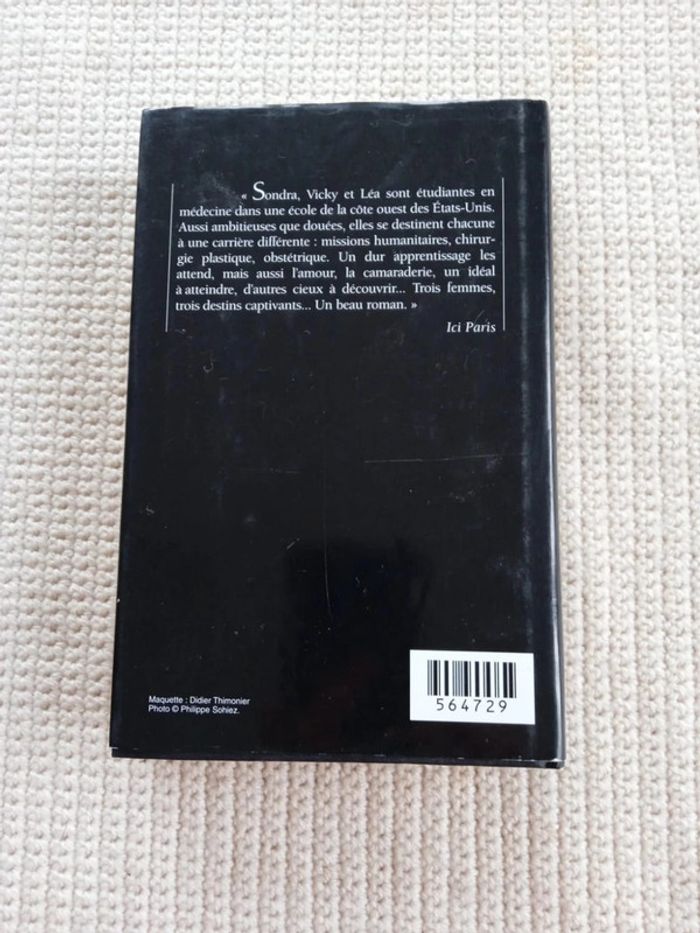 « Sondra, Vicky et Léa sont étudiantes en
médecine dans une école de la côte ouest des États-Unis.
Aussi ambitieuses que douées, elles se destinent chacune
à une carrière différente : missions humanitaires, chirur-
gie plastique, obstétrique. Un dur apprentissage les
attend, mais aussi l'amour, la camaraderie, un idéal
à atteindre, d'autres cieux à découvrir... Trois femmes,
trois destins captivants... Un beau roman. »
Ici Paris
Maquette : Didier Thimonier
Photo © Philippe Sohiez.
564729